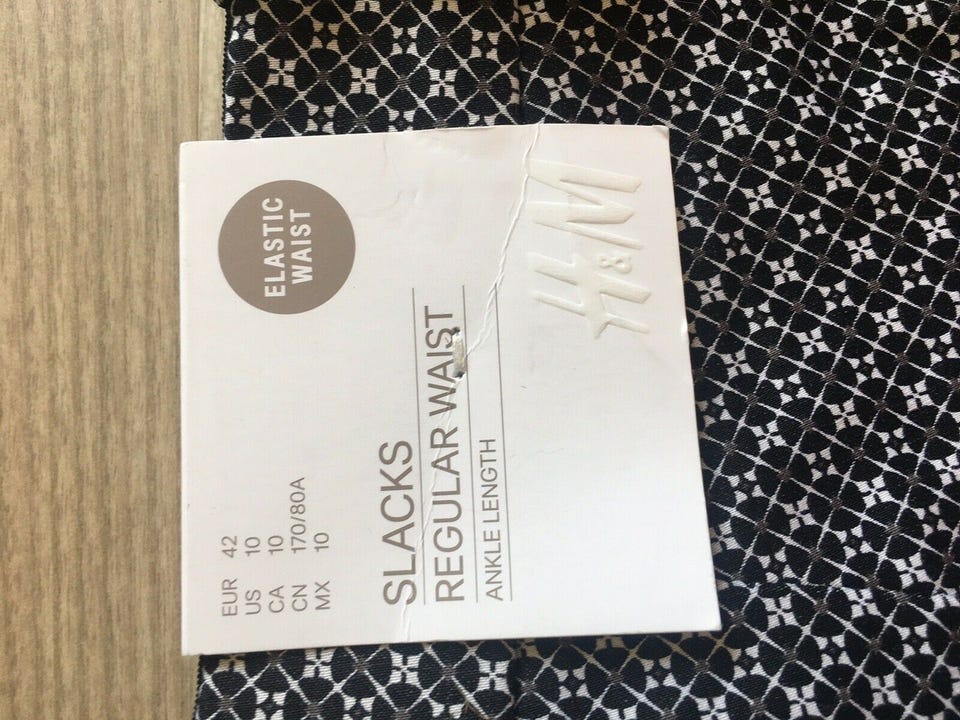 ELASTIC
WAIST
EUR 42
US 10
CA 10
CN 170/80A
MX 10
SLACKS
REGULAR WAIST
ANKLE LENGTH
H&M